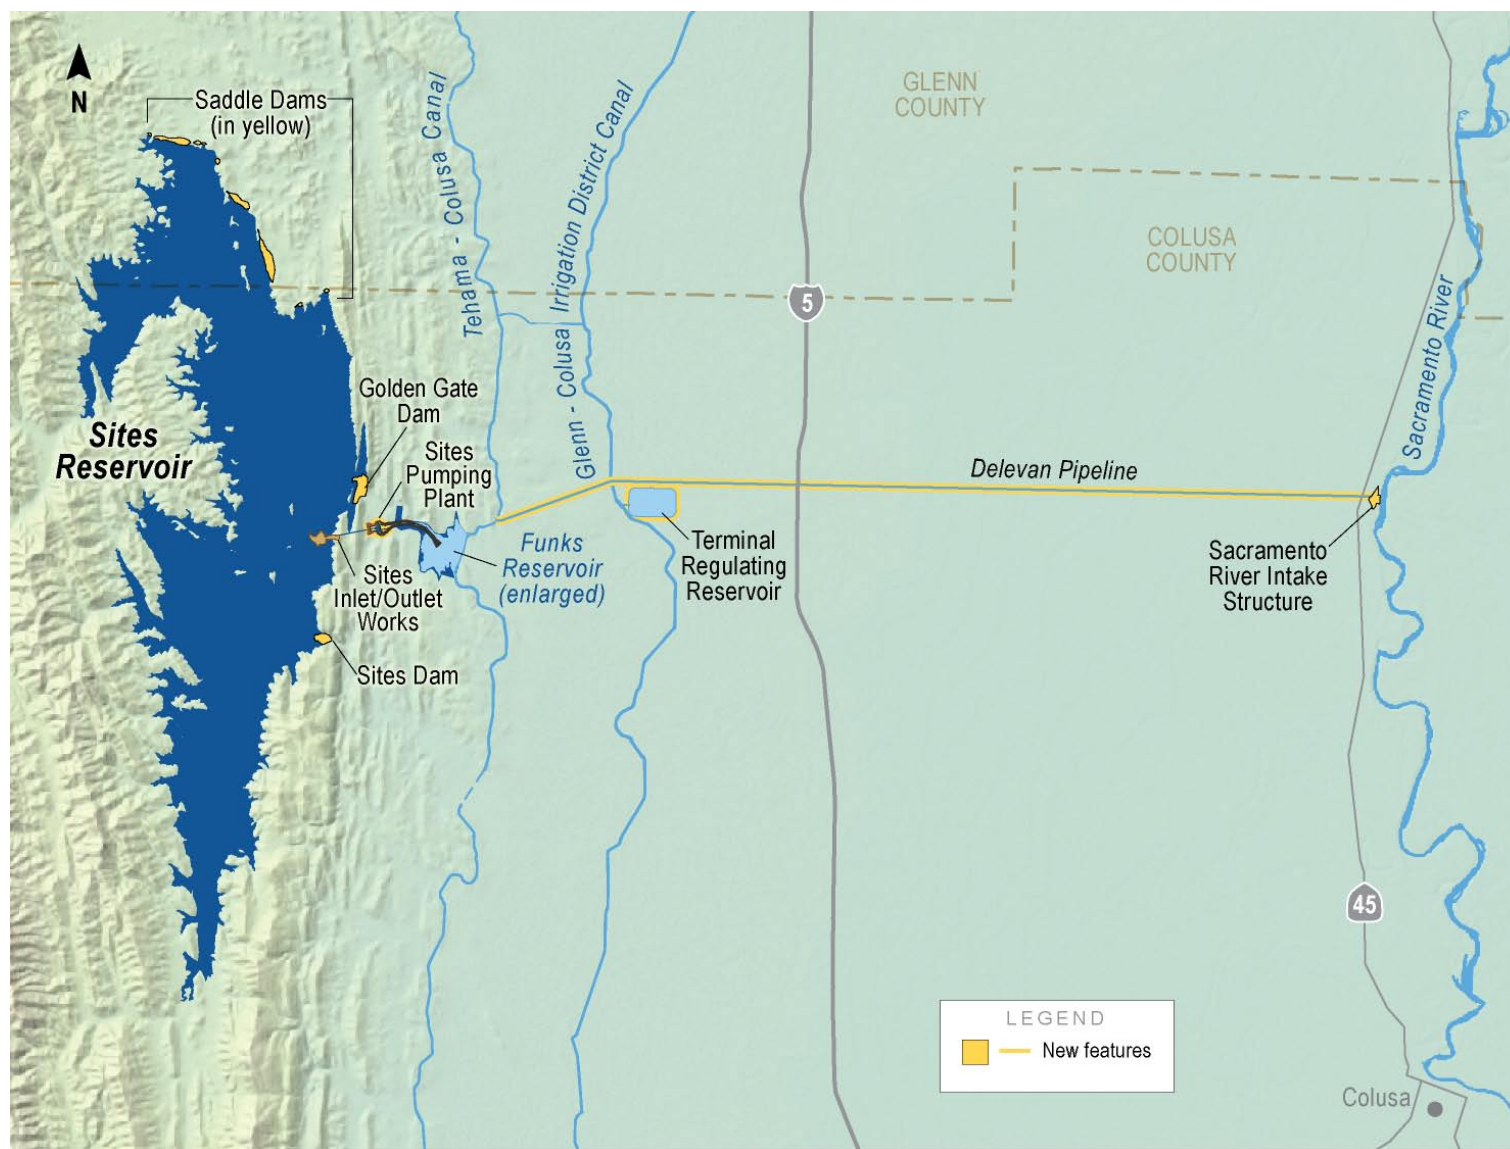 N
Saddle Dams
(in yellow)
Tehama - Colusa Canal
Glenn - Colusa Irrigation District Canal
GLENN
COUNTY
COLUSA
COUNTY
5
Sacramento River
Golden Gate
Dam
Sites
Reservoir
Sites
Pumping
Plant
Delevan Pipeline
Funks
Reservoir
(enlarged)
Terminal
Regulating
Reservoir
Sacramento
River Intake
Structure
Sites
Inlet/Outlet
Works
Sites Dam
45
LEGEND
New features
Colusa